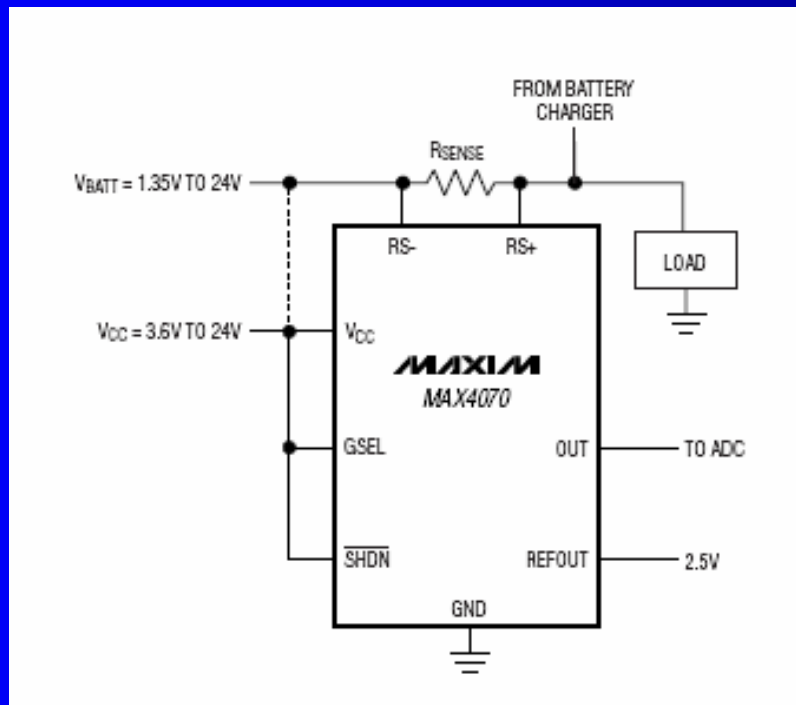 FROM BATTERY
CHARGER
RSENSE
VBATT = 1.35V TO 24V
RS-
RS+
LOAD
VCC = 3.6V TO 24V
VCC
MAXIM
MAX4070
GSEL
OUT
TO ADC
SHDN
REFOUT
2.5V
GND